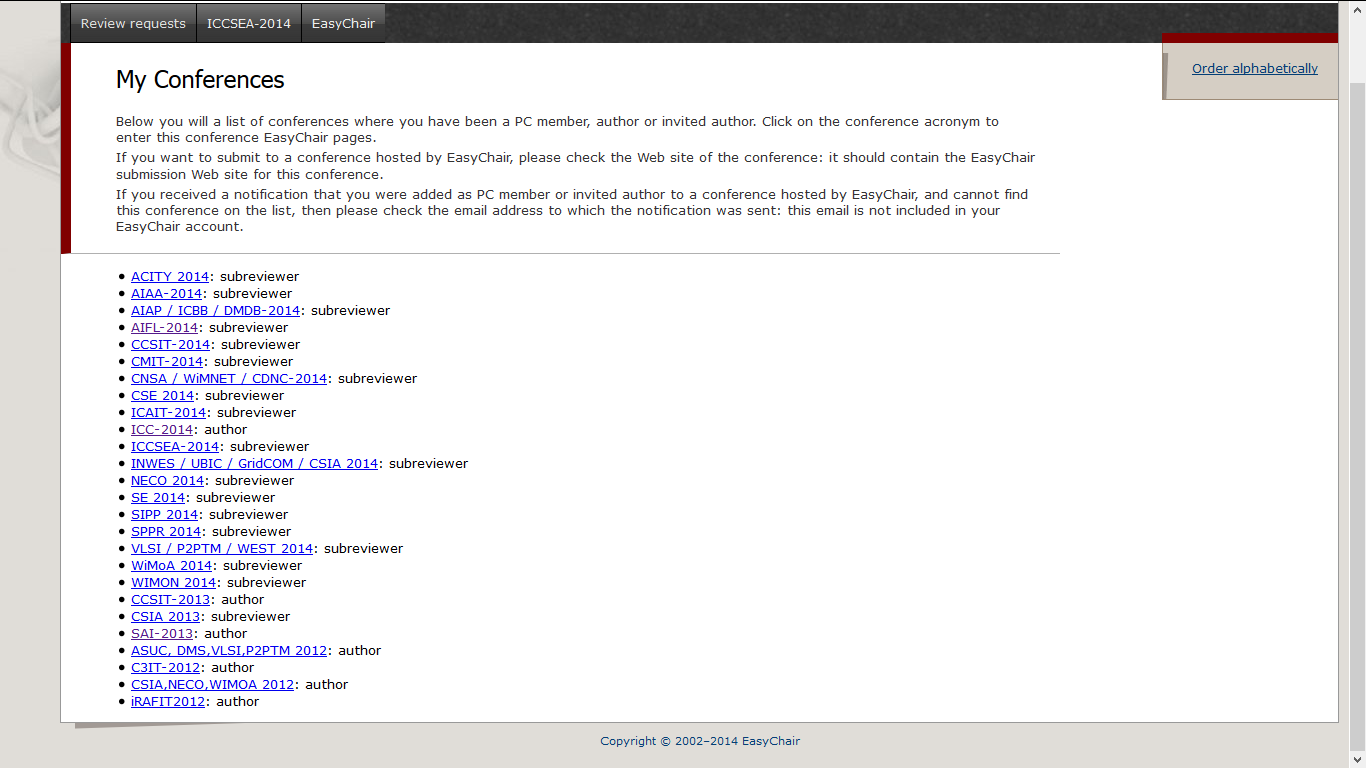 Review requests ICCSEA-2014 EasyChair
Order alphabetically
My Conferences
Below you will a list of conferences where you have been a PC member, author or invited author. Click on the conference acronym to
enter this conference EasyChair pages.
If you want to submit to a conference hosted by EasyChair, please check the Web site of the conference: it should contain the EasyChair
submission Web site for this conference.
If you received a notification that you were added as PC member or invited author to a conference hosted by EasyChair, and cannot find
this conference on the list, then please check the email address to which the notification was sent: this email is not included in your
EasyChair account.
• ACITY 2014: subreviewer
• AIAA-2014: subreviewer
• AIAP / ICBB / DMDB-2014: subreviewer
• AIFL-2014: subreviewer
• CCSIT-2014: subreviewer
• CMIT-2014: subreviewer
• CNSA / WiMNET / CDNC-2014: subreviewer
• CSE 2014: subreviewer
• ICAIT-2014: subreviewer
• ICC-2014: author
• ICCSEA-2014: subreviewer
• INWES / UBIC / GridCOM / CSIA 2014: subreviewer
• NECO 2014: subreviewer
• SE 2014: subreviewer
• SIPP 2014: subreviewer
• SPPR 2014: subreviewer
• VLSI / P2PTM / WEST 2014: subreviewer
• WiMoA 2014: subreviewer
• WIMON 2014: subreviewer
• CCSIT-2013: author
• CSIA 2013: subreviewer
• SAI-2013: author
• ASUC, DMS,VLSI,P2PTM 2012: author
• C3IT-2012: author
• CSIA,NECO,WIMOA 2012: author
• iRAFIT2012: author
Copyright © 2002–2014 EasyChair